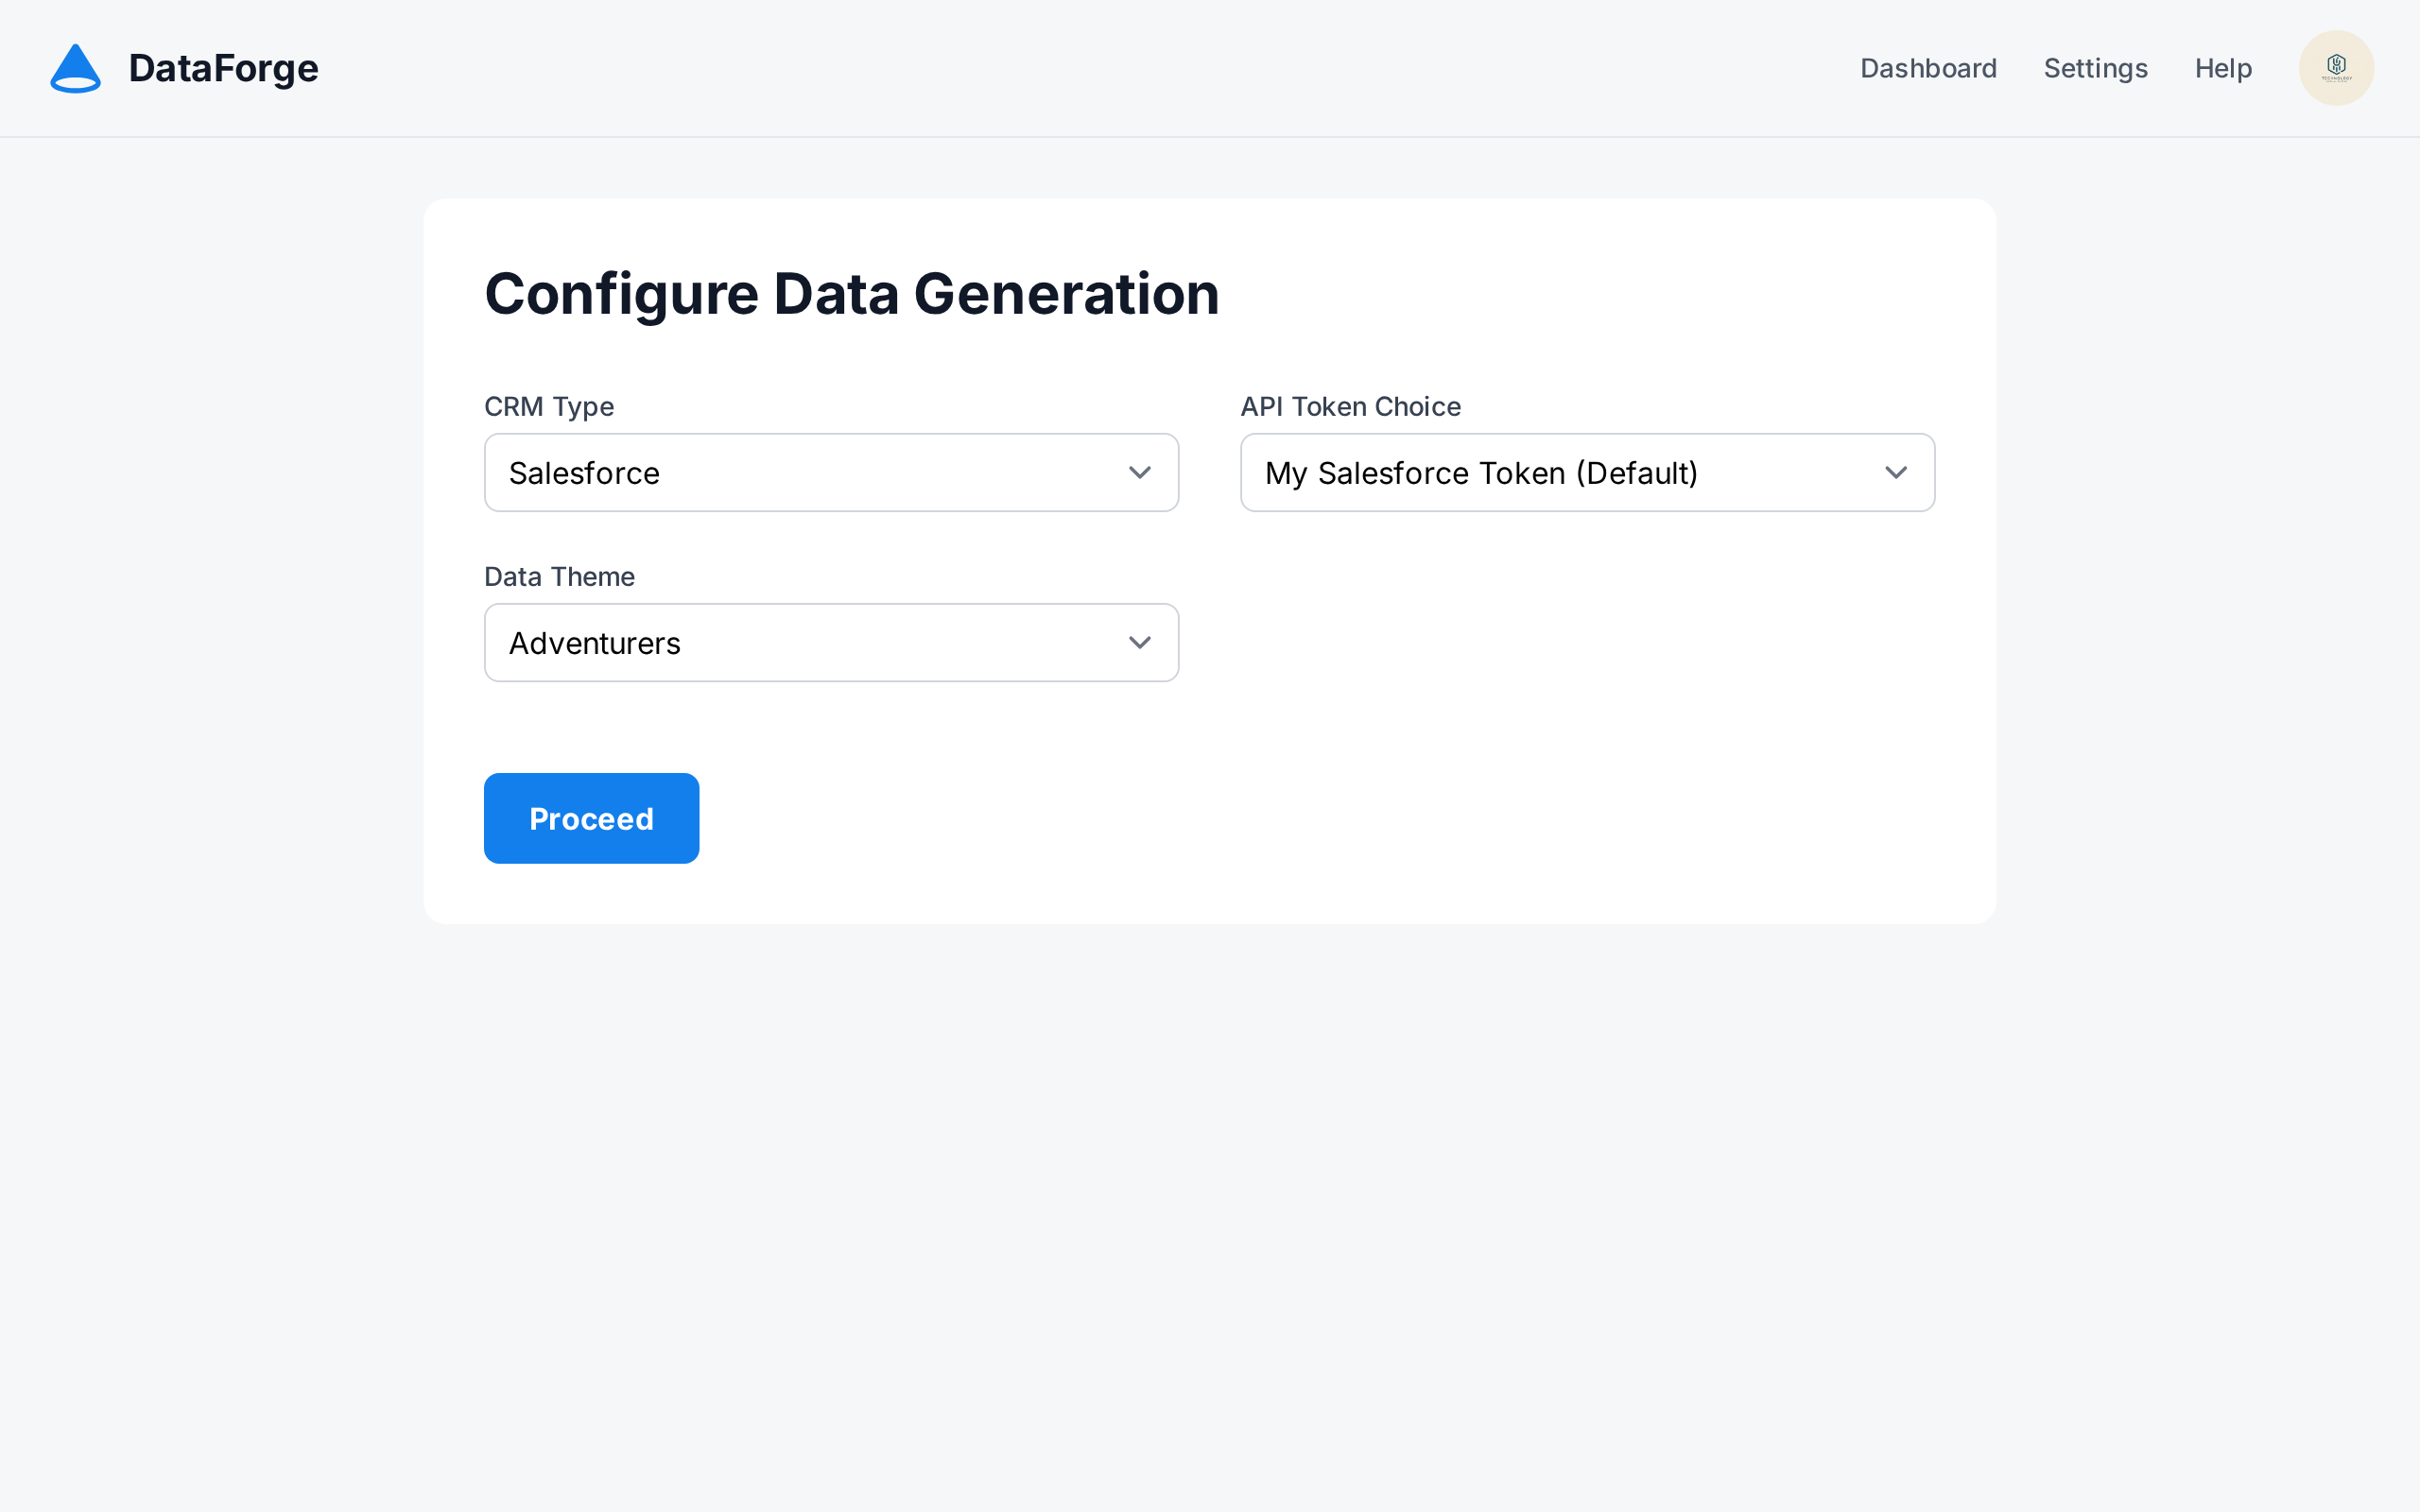 DataForge
Dashboard
Settings
Help
TECHNOLOGY
Configure Data Generation
CRM Type
Salesforce
API Token Choice
My Salesforce Token (Default)
Data Theme
Adventurers
Proceed